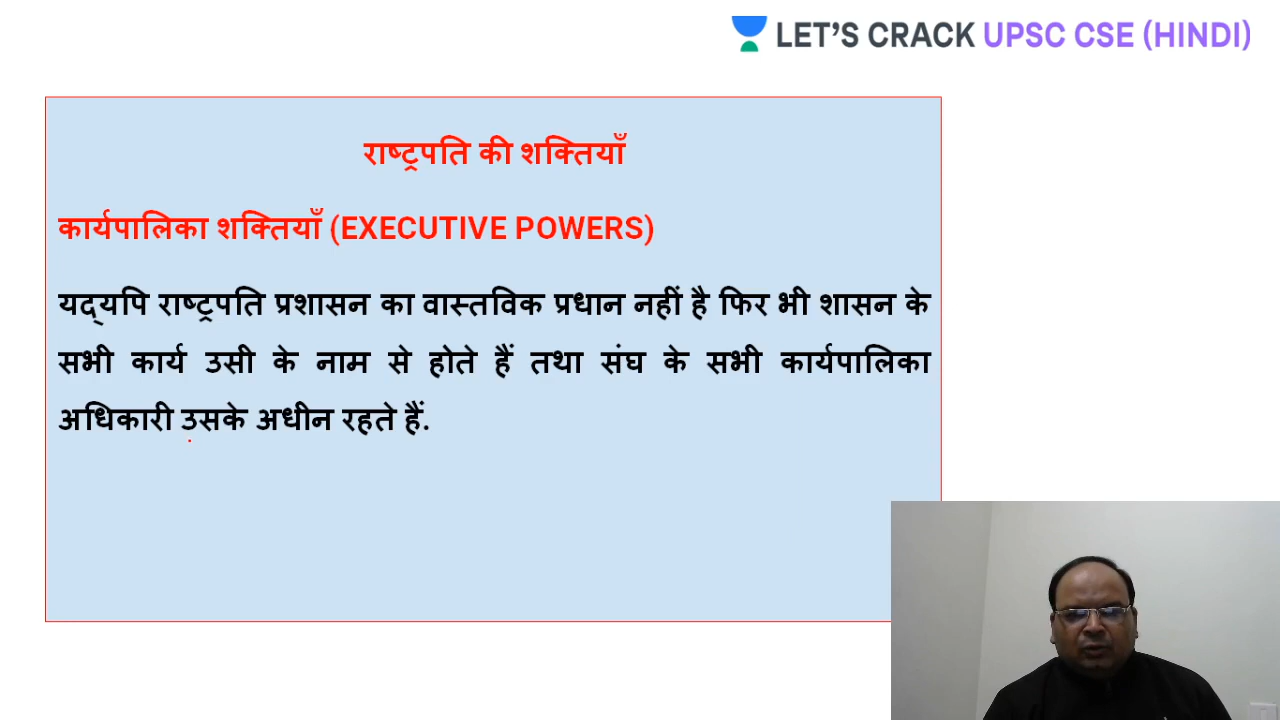 LET'S CRACK UPSC CSE (HINDI)
राष्ट्रपति की शक्तियाँ
कार्यपालिका शक्तियाँ (EXECUTIVE POWERS)
यद्यपि राष्ट्रपति प्रशासन का वास्तविक प्रधान नहीं है फिर भी शासन के
सभी कार्य उसी के नाम से होते हैं तथा संघ के सभी कार्यपालिका
अधिकारी उसके अधीन रहते हैं.